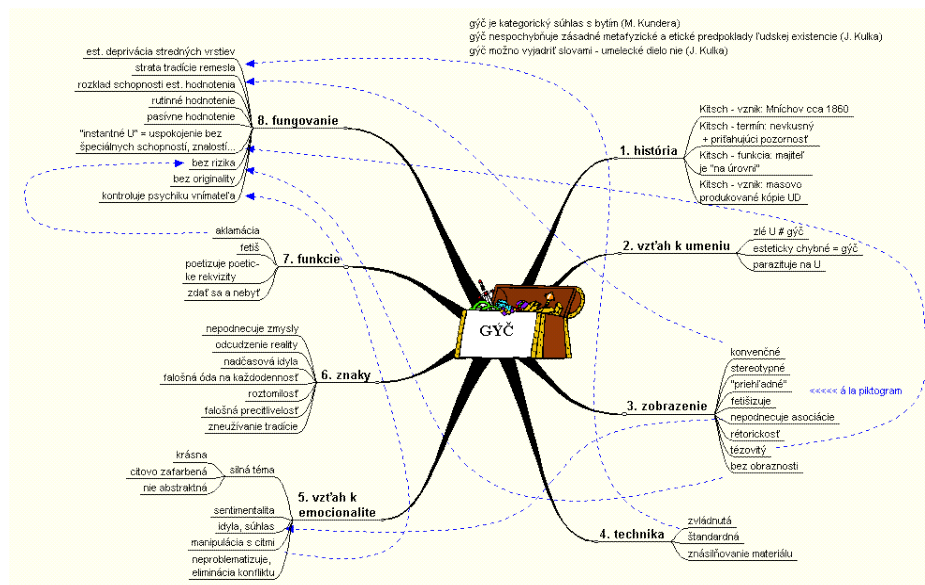 gýč je kategorický súhlas s bytím (M. Kundera)
gýč nespochybňuje zásadné metafyzické a etické predpoklady ľudskej existencie (J. Kulka)
gýč možno vyjadriť slovami - umelecké dielo nie (J. Kulka)
GÝČ
1. história
Kitsch - vznik: Mníchov cca 1860
Kitsch - termín: nevkusný
+ priťahujúci pozornosť
Kitsch - funkcia: majiteľ
je "na úrovni"
Kitsch - vznik: masovo
produkované kópie UD
2. vzťah k umeniu
zlé U # gýč
esteticky chybné = gýč
parazituje na U
3. zobrazenie
konvenčné
stereotypné
"priehľadné"
<<<<< á la piktogram
fetišizuje
nepodnecuje asociácie
rétorickosť
tézovitý
bez obraznosti
4. technika
zvládnutá
štandardná
znásilňovanie materiálu
5. vzťah k
emocionalite
silná téma
krásna
citovo zafarbená
nie abstraktná
sentimentalita
idyla, súhlas
manipulácia s citmi
neproblematizuje,
eliminácia konfliktu
6. znaky
nepodnecuje zmysly
odcudzenie reality
nadčasová idyla
falošná óda na každodennosť
roztomilosť
falošná precitlivelosť
zneužívanie tradície
7. funkcie
aklamácia
fetiš
poetizuje poetic-
ke rekvizity
zdať sa a nebyť
8. fungovanie
est. deprivácia stredných vrstiev
strata tradície remesla
rozklad schopnosti est. hodnotenia
rutinné hodnotenie
pasívne hodnotenie
"instantné U" = uspokojenie bez
špeciálnych schopností, znalostí...
bez rizika
bez originality
kontroluje psychiku vnímateľa